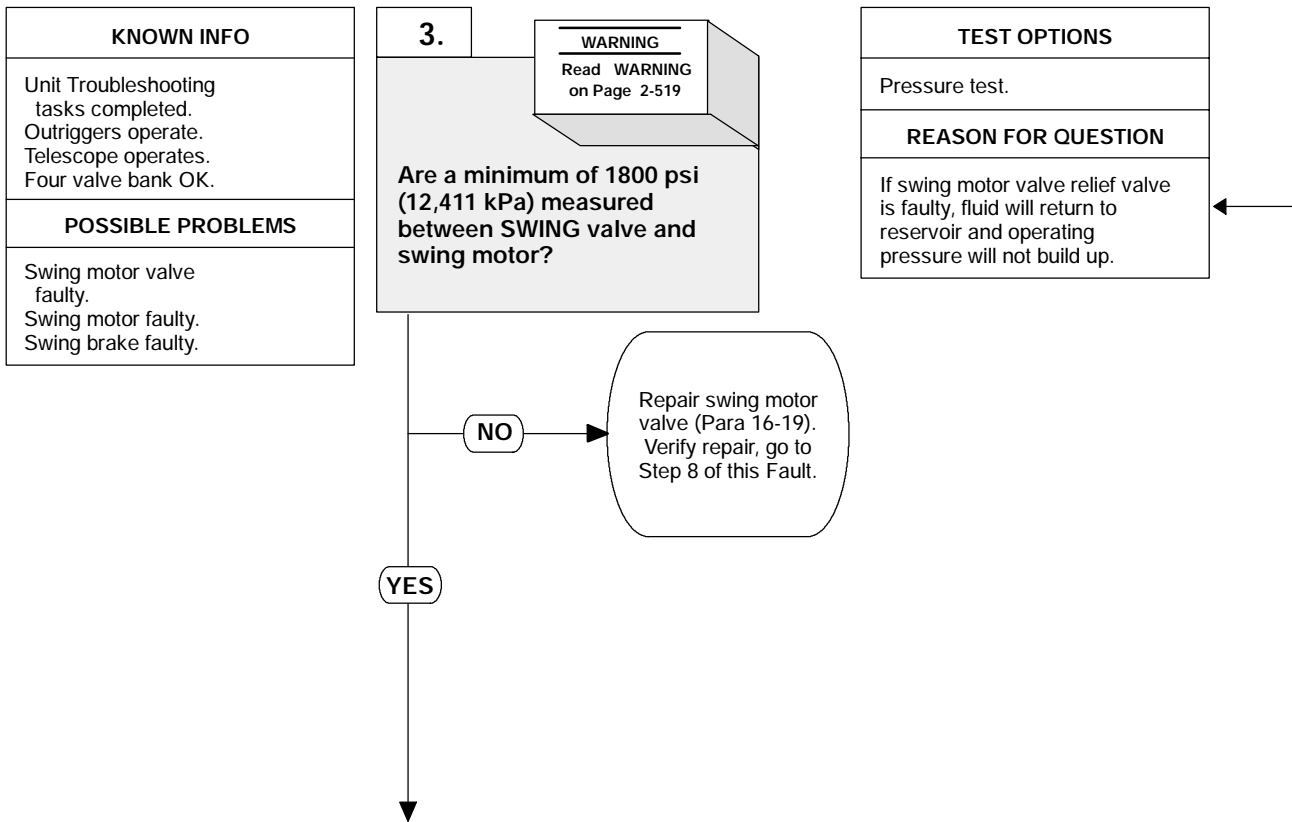 KNOWN INFO
Unit Troubleshooting
tasks completed.
Outriggers operate.
Telescope operates.
Four valve bank OK.
POSSIBLE PROBLEMS
Swing motor valve
faulty.
Swing motor faulty.
Swing brake faulty.
3.
WARNING
Read WARNING
on Page 2-519
Are a minimum of 1800 psi
(12,411 kPa) measured
between SWING valve and
swing motor?
TEST OPTIONS
Pressure test.
REASON FOR QUESTION
If swing motor valve relief valve
is faulty, fluid will return to
reservoir and operating
pressure will not build up.
NO
Repair swing motor
valve (Para 16-19).
Verify repair, go to
Step 8 of this Fault.
YES